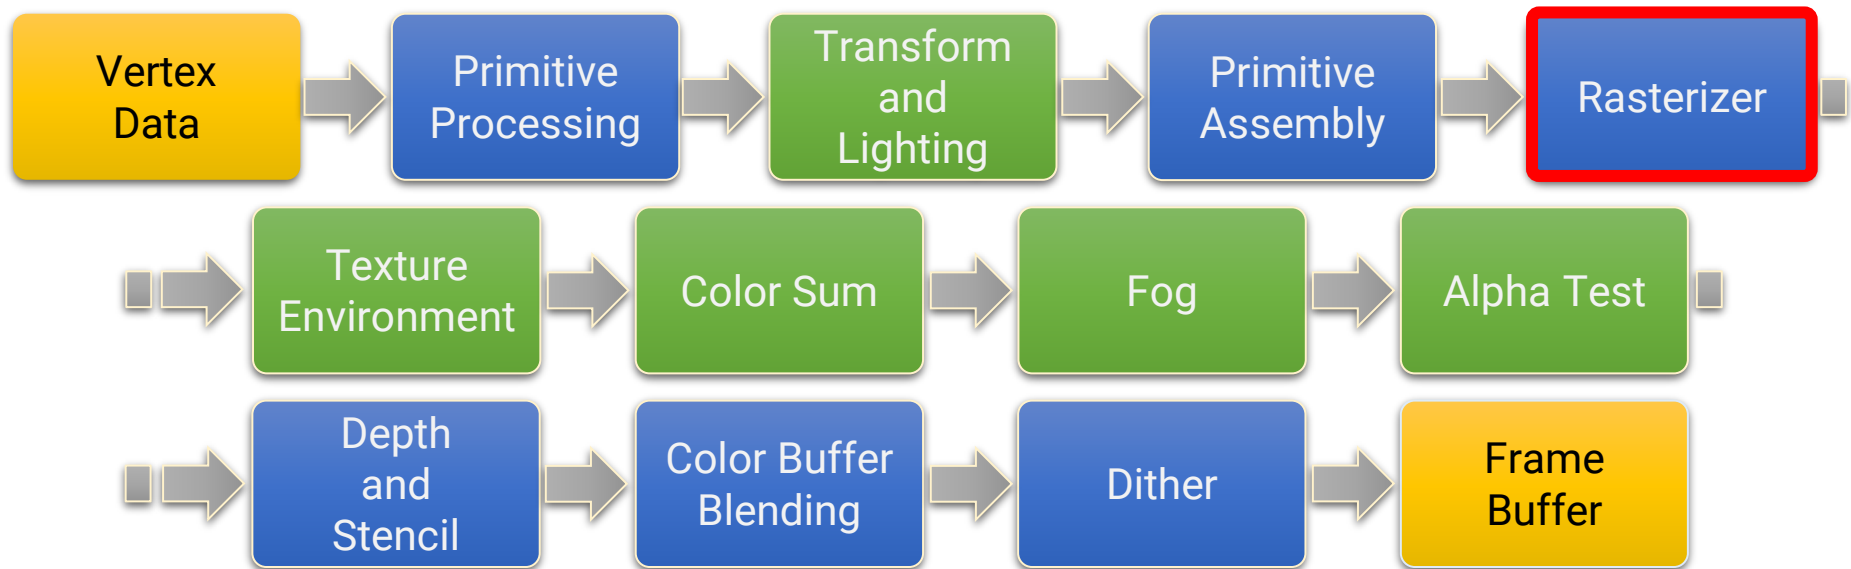 Vertex
Data
Primitive
Processing
Transform
and
Lighting
Primitive
Assembly
Rasterizer
Texture
Environment
Color Sum
Fog
Alpha Test
Depth
and
Stencil
Color Buffer
Blending
Dither
Frame
Buffer